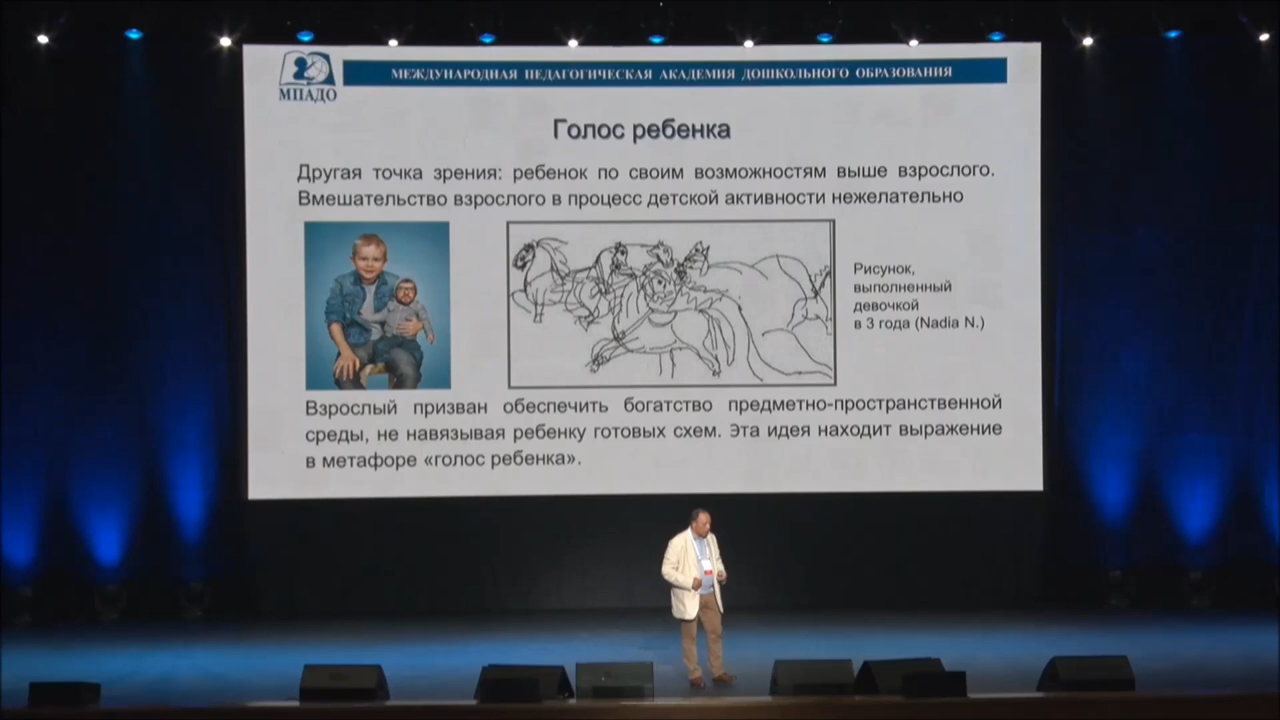 МЕЖДУНАРОДНАЯ ПЕДАГОГИЧЕСКАЯ АКАДЕМИЯ ДОШКОЛЬНОГО ОБРАЗОВАНИЯ
МПАДО
Голос ребенка
Другая точка зрения: ребенок по своим возможностям выше взрослого.
Вмешательство взрослого в процесс детской активности нежелательно
Рисунок,
выполненный
девочкой
в 3 года (Nadia N.)
Взрослый призван обеспечить богатство предметно-пространственной
среды, не навязывая ребенку готовых схем. Эта идея находит выражение
в метафоре «голос ребенка».